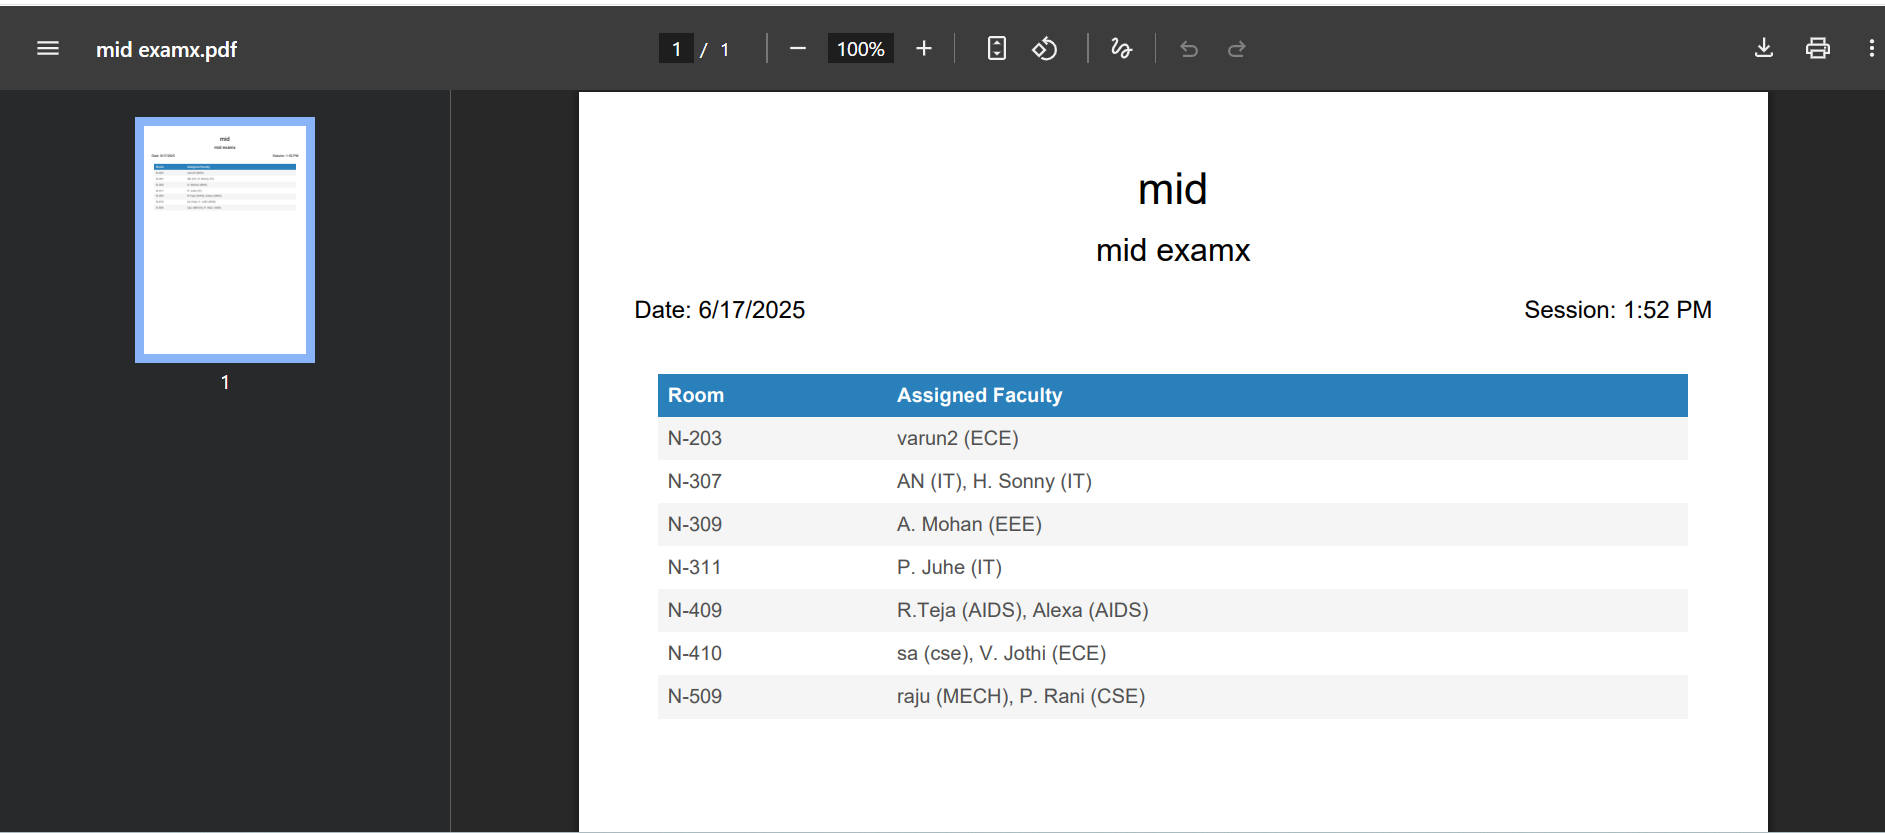 mid examx.pdf
1 / 1
100%
1
mid
mid examx
Date: 6/17/2025 Session: 1:52 PM
Room Assigned Faculty
N-203 varun2 (ECE)
N-307 AN (IT), H. Sonny (IT)
N-309 A. Mohan (EEE)
N-311 P. Juhe (IT)
N-409 R.Teja (AIDS), Alexa (AIDS)
N-410 sa (cse), V. Jothi (ECE)
N-509 raju (MECH), P. Rani (CSE)